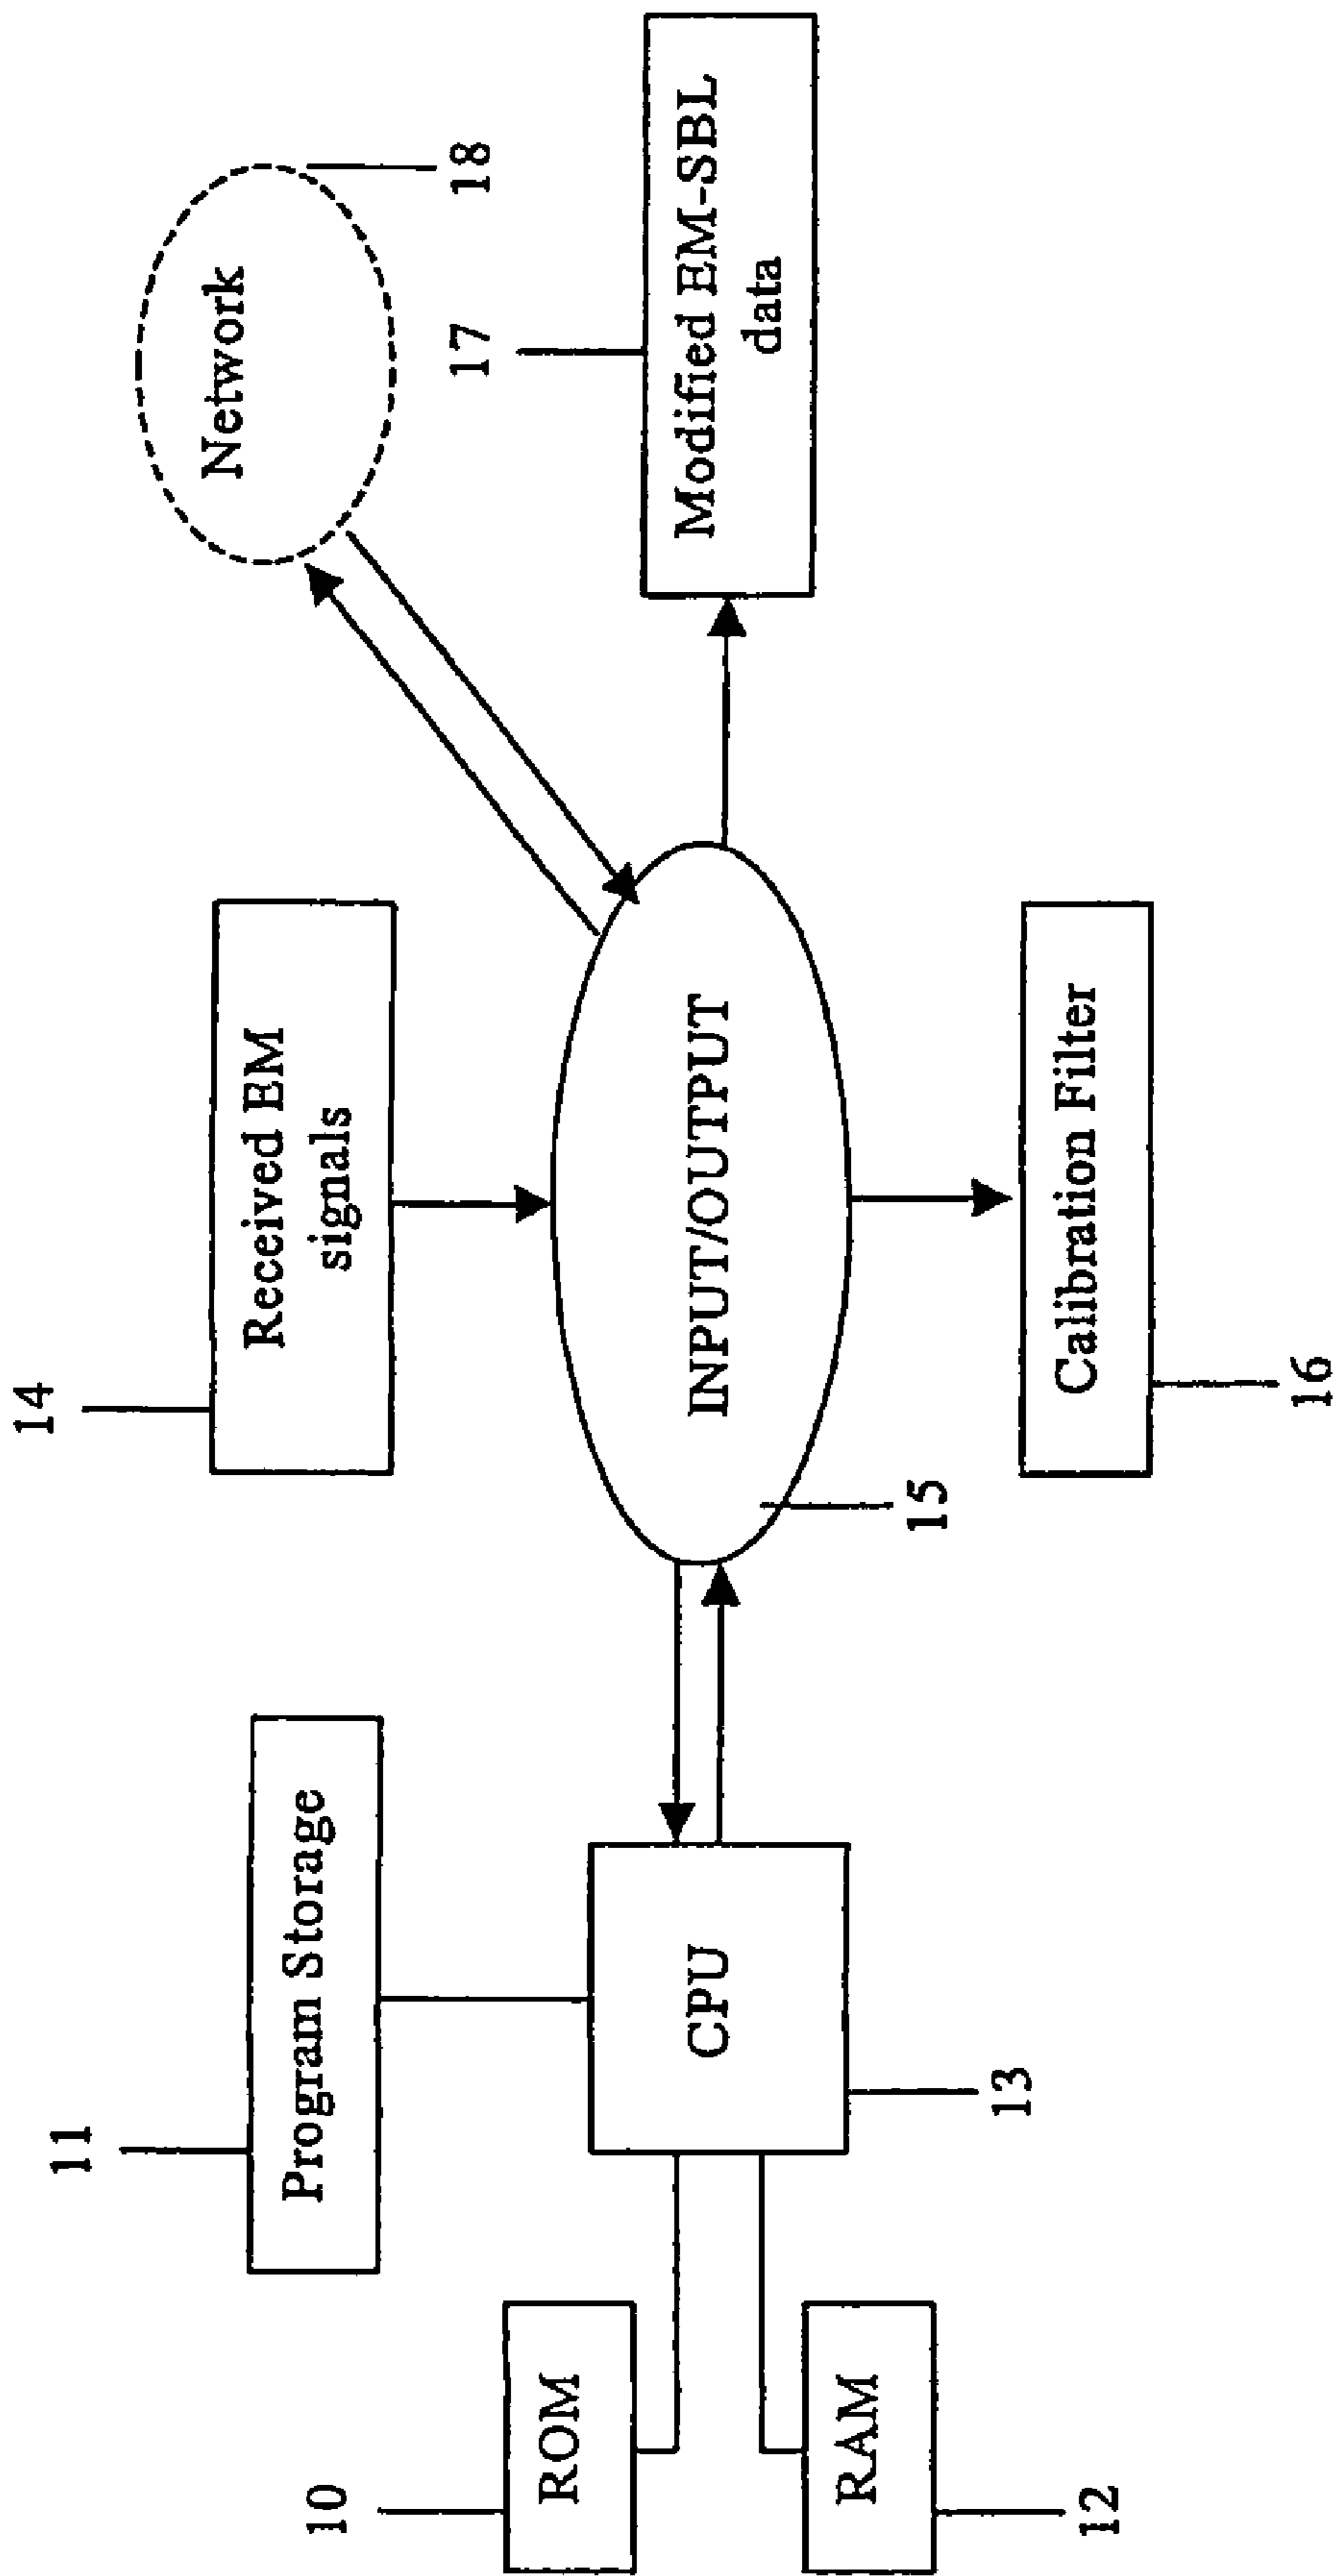 14
Received EM
signals
Network
18
11
Program Storage
17
Modified EM-SBL
data
10
ROM
CPU
INPUT/OUTPUT
15
13
RAM
12
Calibration Filter
16